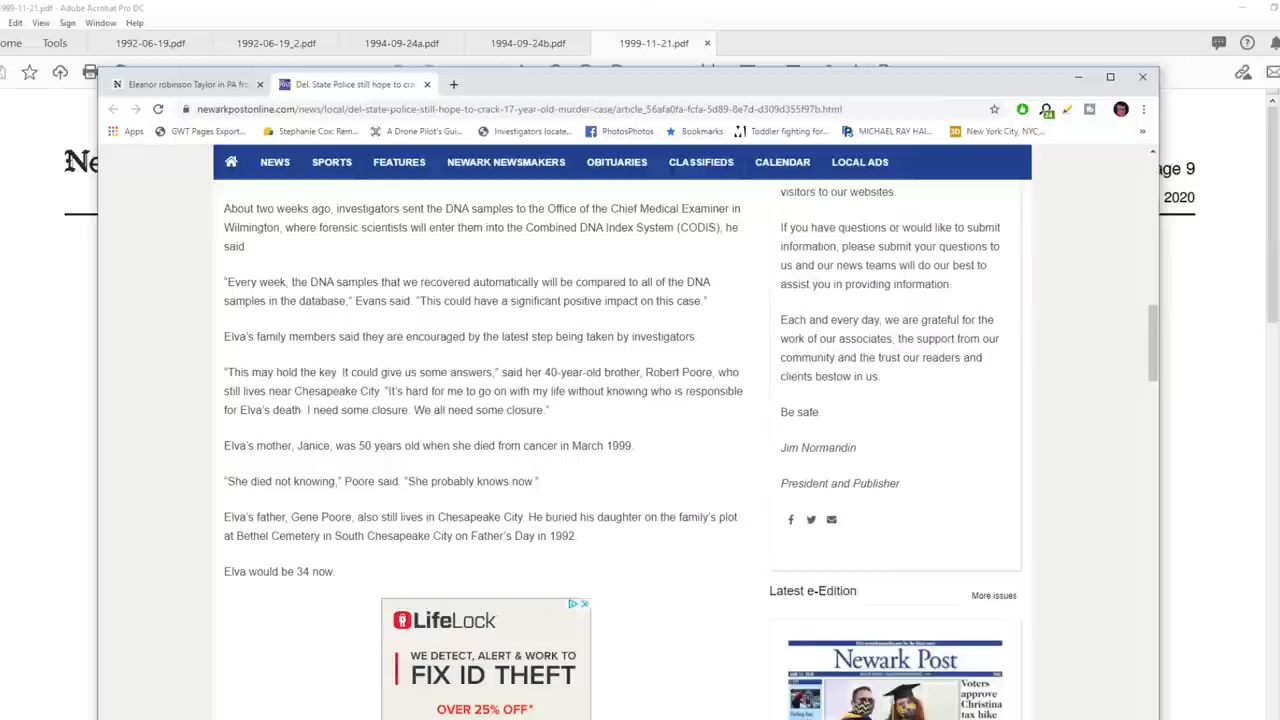 1999-11-21.pdf - Adobe Acrobat Pro DC
Edit View Sign Window Help
ome Tools 1992-06-19.pdf 1992-06-19_2.pdf 1994-09-24a.pdf 1994-09-24b.pdf 1999-11-21.pdf ×
Eleanor robinson Taylor in PA fr × Del. State Police still hope to cra × +
newarkpostonline.com/news/local/del-state-police-still-hope-to-crack-17-year-old-murder-case/article_56afa0fa-fcfa-5d89-8e7d-d309d355f97b.html
Apps GWT Pages Export... Stephanie Cox: Rem... A Drone Pilot's Gui... Investigators locate... PhotosPhotos Bookmarks Toddler fighting for... MICHAEL RAY HAI... New York City, NYC,... »
Ne
age 9
2020
NEWS SPORTS FEATURES NEWARK NEWSMAKERS OBITUARIES CLASSIFIEDS CALENDAR LOCAL ADS
About two weeks ago, investigators sent the DNA samples to the Office of the Chief Medical Examiner in
Wilmington, where forensic scientists will enter them into the Combined DNA Index System (CODIS), he
said.
“Every week, the DNA samples that we recovered automatically will be compared to all of the DNA
samples in the database,” Evans said. “This could have a significant positive impact on this case.”
Elva’s family members said they are encouraged by the latest step being taken by investigators.
“This may hold the key. It could give us some answers,” said her 40-year-old brother, Robert Poore, who
still lives near Chesapeake City. “It’s hard for me to go on with my life without knowing who is responsible
for Elva’s death. I need some closure. We all need some closure.”
Elva’s mother, Janice, was 50 years old when she died from cancer in March 1999.
“She died not knowing,” Poore said. “She probably knows now.”
Elva’s father, Gene Poore, also still lives in Chesapeake City. He buried his daughter on the family’s plot
at Bethel Cemetery in South Chesapeake City on Father’s Day in 1992.
Elva would be 34 now.
LifeLock
WE DETECT, ALERT & WORK TO
FIX ID THEFT
OVER 25% OFF*
visitors to our websites.
If you have questions or would like to submit
information, please submit your questions to
us and our news teams will do our best to
assist you in providing information.
Each and every day, we are grateful for the
work of our associates, the support from our
community and the trust our readers and
clients bestow in us.
Be safe.
Jim Normandin
President and Publisher
Latest e-Edition More issues
Newark Post
Voters
approve
Christina
tax hike